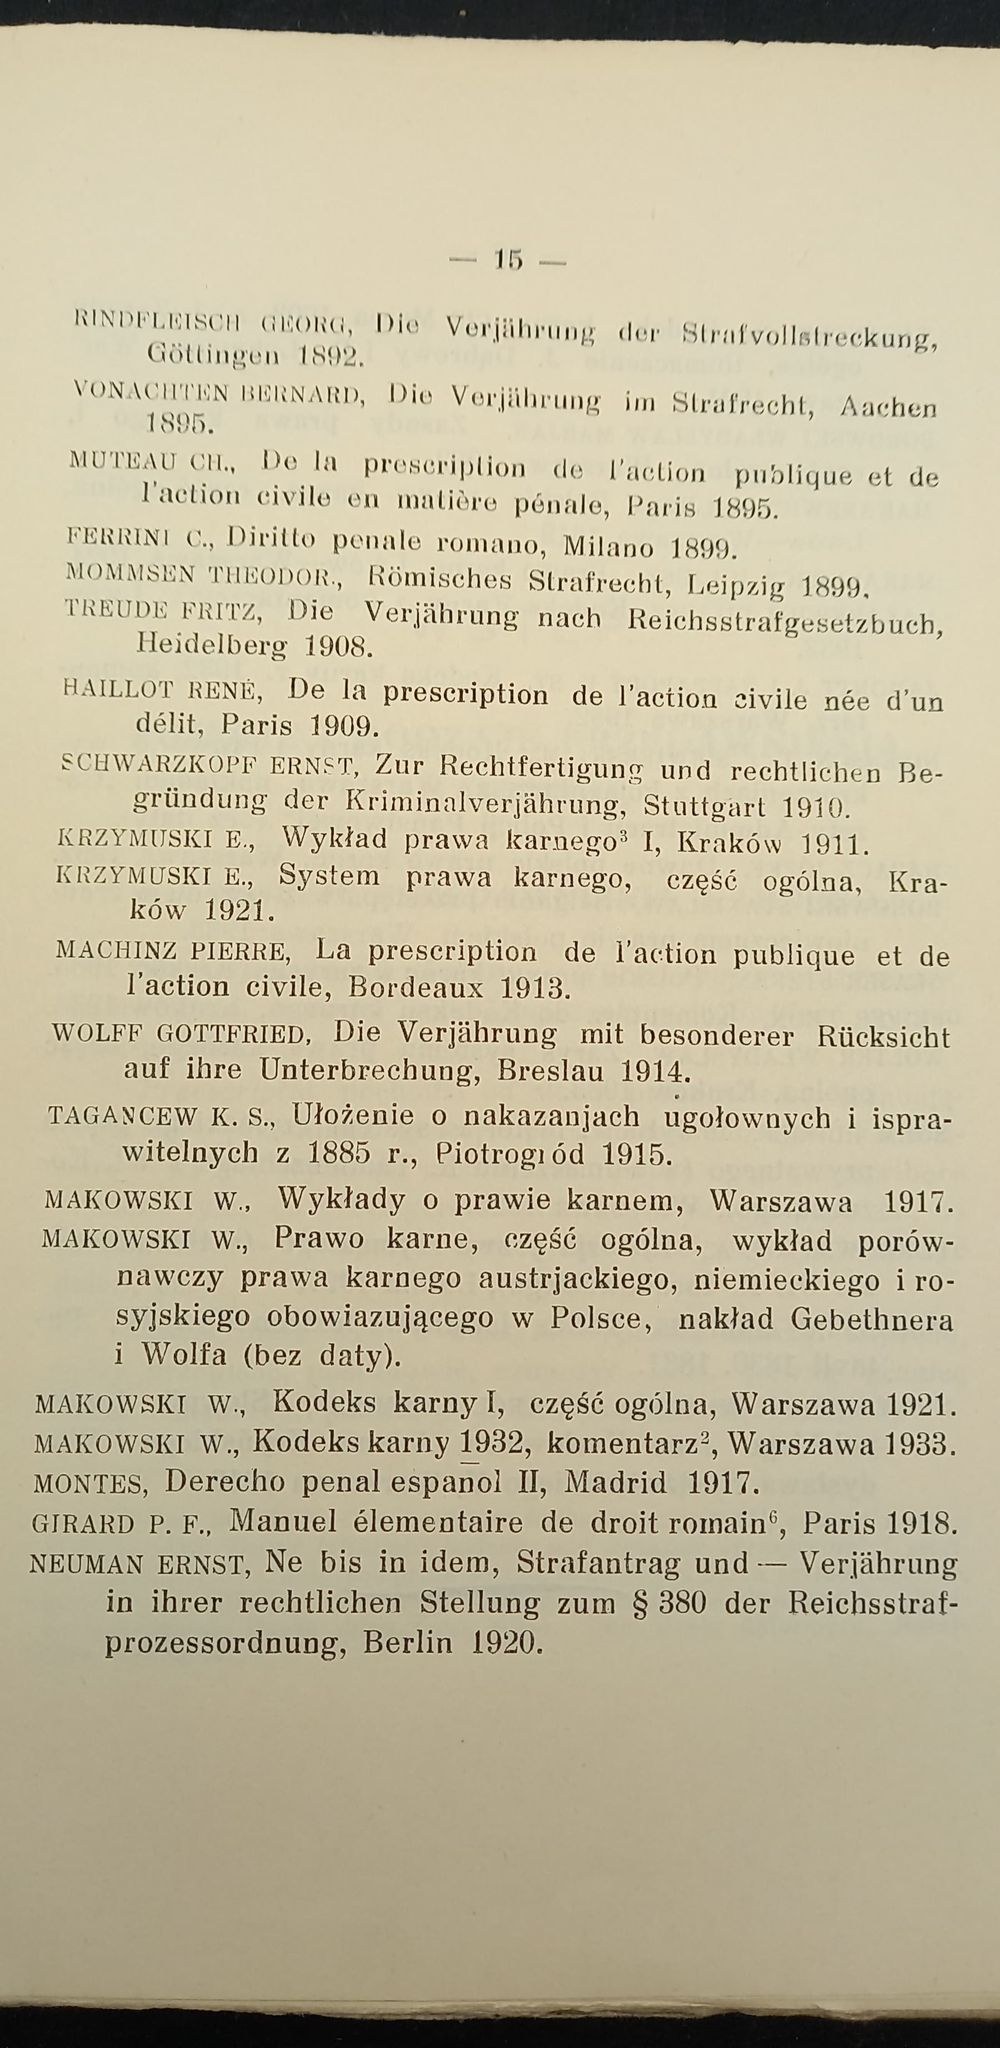 — 15 —
RINDFLEISCH GEORG, Die Verjährung der Strafvollstreckung,
Göttingen 1892.
VONACHTEN BERNARD, Die Verjährung im Strafrecht, Aachen
1895.
MUTEAU CH., De la prescription de l'action publique et de
l'action civile en matière pénale, Paris 1895.
FERRINI C., Diritto penale romano, Milano 1899.
MOMMSEN THEODOR., Römisches Strafrecht, Leipzig 1899.
TREUDE FRITZ, Die Verjährung nach Reichsstrafgesetzbuch,
Heidelberg 1908.
HAILLOT RENÉ, De la prescription de l'action civile née d'un
délit, Paris 1909.
SCHWARZKOPF ERNST, Zur Rechtfertigung und rechtlichen Be-
gründung der Kriminalverjährung, Stuttgart 1910.
KRZYMUSKI E., Wykład prawa karnego³ I, Kraków 1911.
KRZYMUSKI E., System prawa karnego, część ogólna, Kra-
ków 1921.
MACHINZ PIERRE, La prescription de l'action publique et de
l'action civile, Bordeaux 1913.
WOLFF GOTTFRIED, Die Verjährung mit besonderer Rücksicht
auf ihre Unterbrechung, Breslau 1914.
TAGANCEW K. S., Ułożenie o nakazanjach ugołownych i ispra-
witelnych z 1885 r., Piotrogród 1915.
MAKOWSKI W., Wykłady o prawie karnem, Warszawa 1917.
MAKOWSKI W., Prawo karne, część ogólna, wykład porów-
nawczy prawa karnego austrjackiego, niemieckiego i ro-
syjskiego obowiazującego w Polsce, nakład Gebethnera
i Wolfa (bez daty).
MAKOWSKI W., Kodeks karny I, część ogólna, Warszawa 1921.
MAKOWSKI W., Kodeks karny 1932, komentarz², Warszawa 1933.
MONTES, Derecho penal español II, Madrid 1917.
GIRARD P. F., Manuel élementaire de droit romain⁶, Paris 1918.
NEUMAN ERNST, Ne bis in idem, Strafantrag und — Verjährung
in ihrer rechtlichen Stellung zum § 380 der Reichsstraf-
prozessordnung, Berlin 1920.